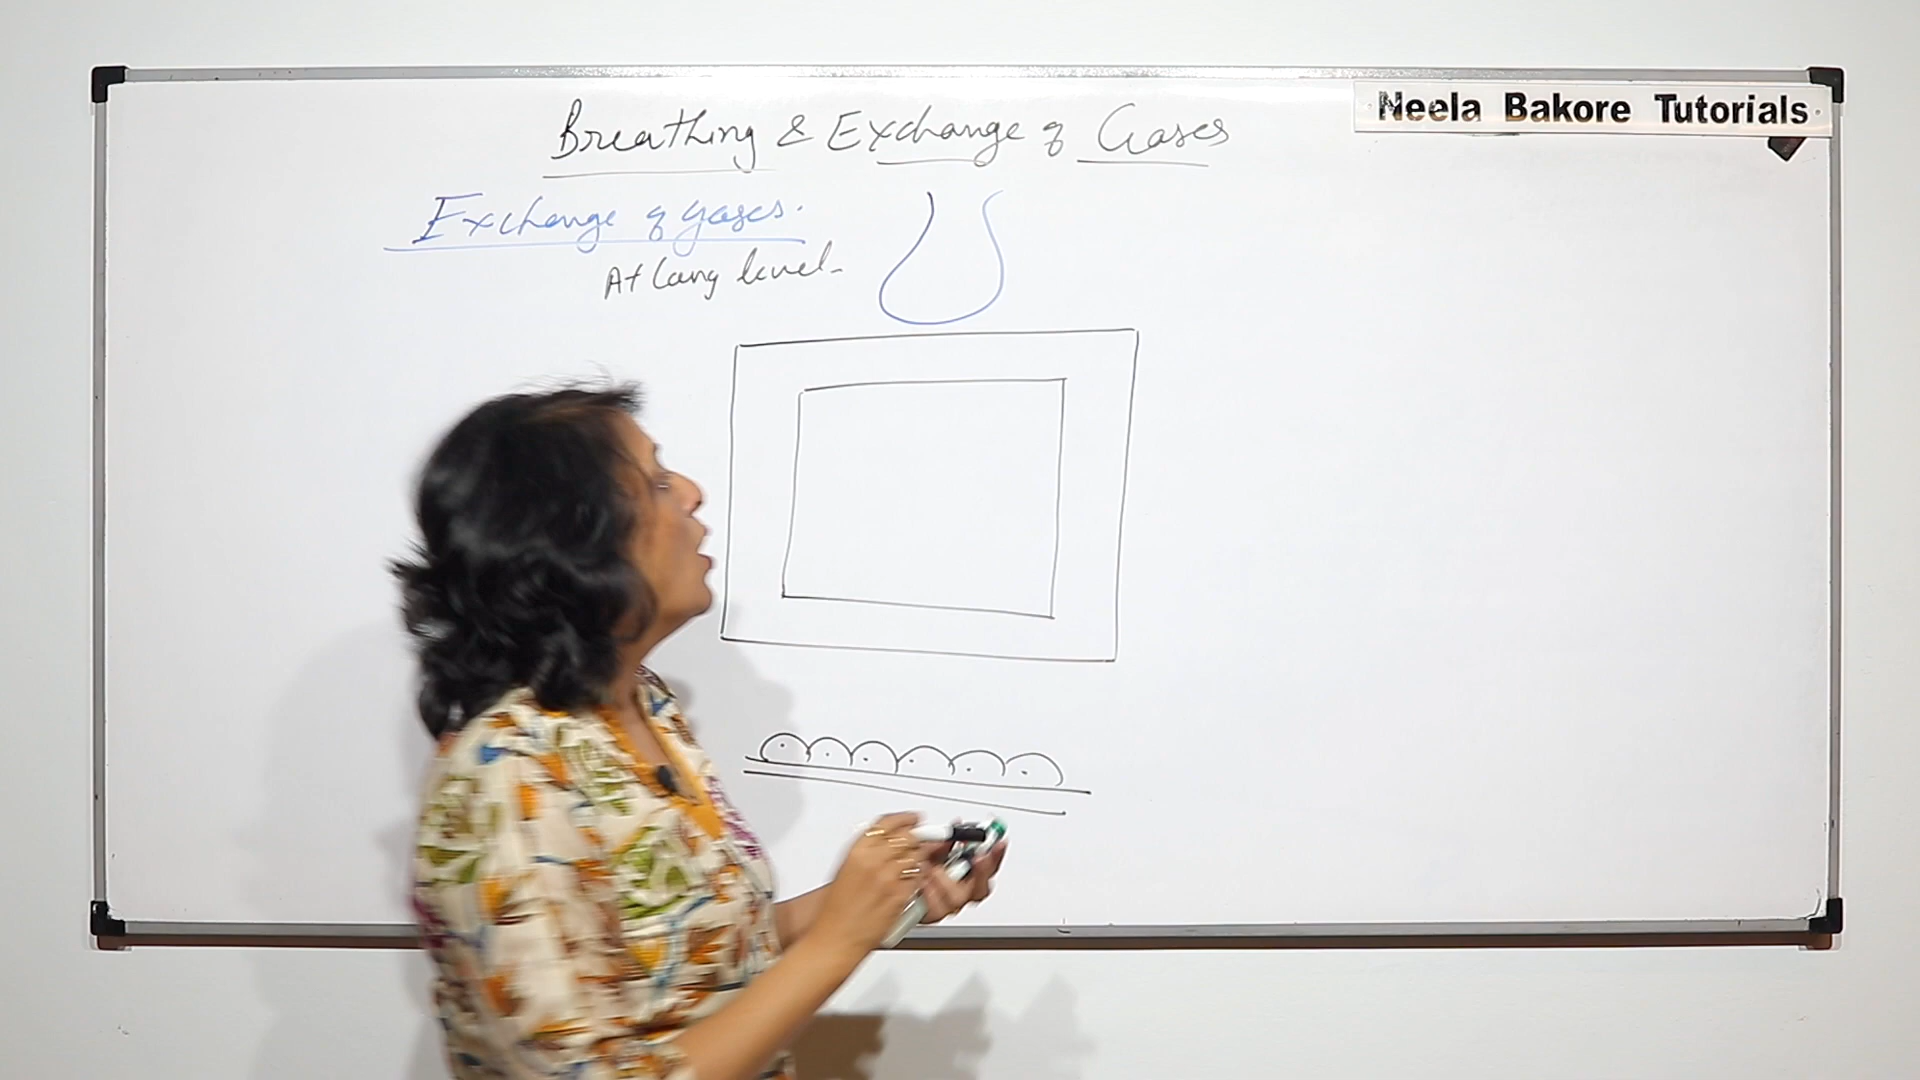 Neela Bakore Tutorials
Breathing & Exchange of Gases
Exchange of gases.
At lung level-